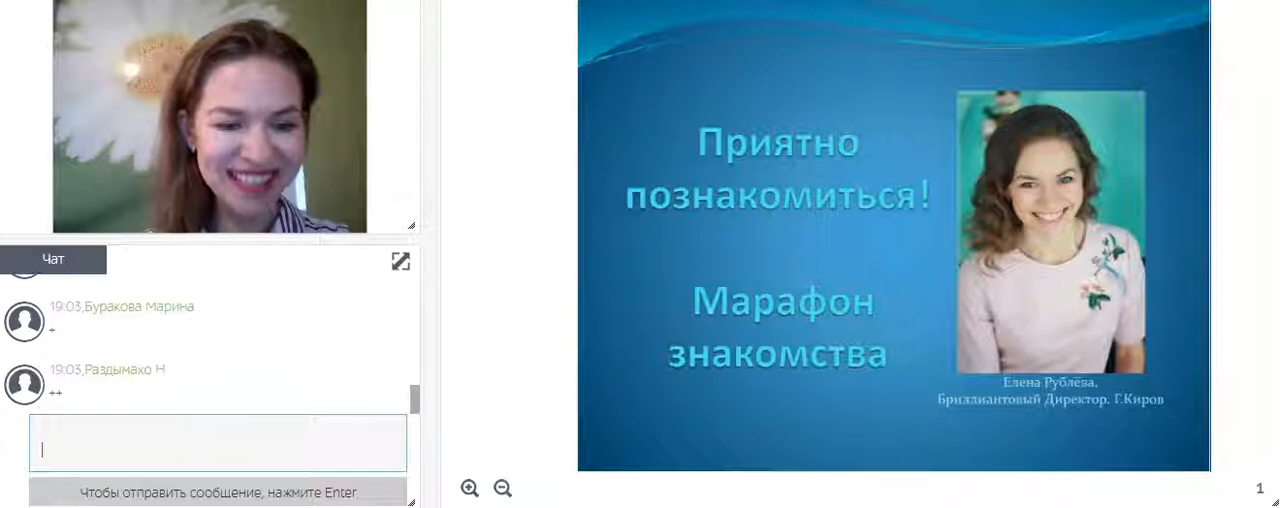 Чат
19:03,Буракова Марина
+
19:03,Раздымахо Н
++
Чтобы отправить сообщение, нажмите Enter
Приятно
познакомиться!
Марафон
знакомства
Елена Рублёва,
Бриллиантовый Директор. Г.Киров
1